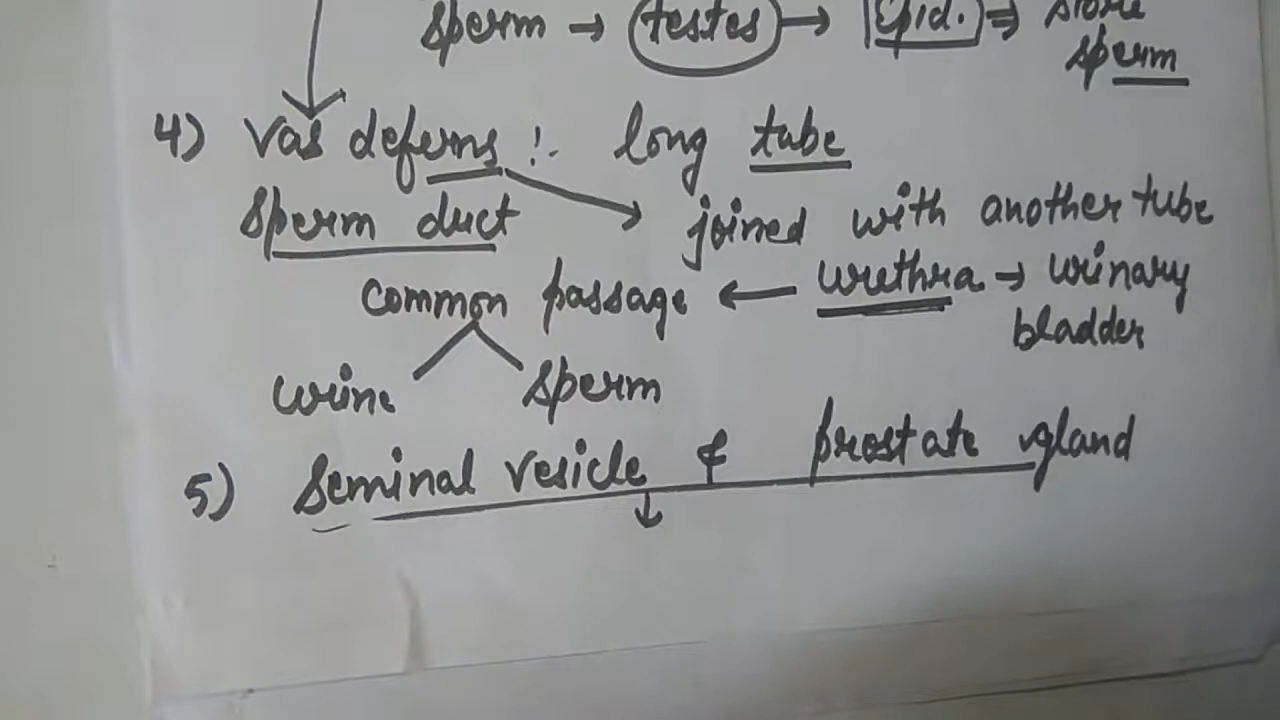 sperm → testes → Epid. ⇒ store
sperm
4) Vas deferns :- long tube
Sperm duct
joined with another tube
common passage ← urethra → urinary
bladder
urine sperm
5) Seminal vesicle & prostate gland
↓